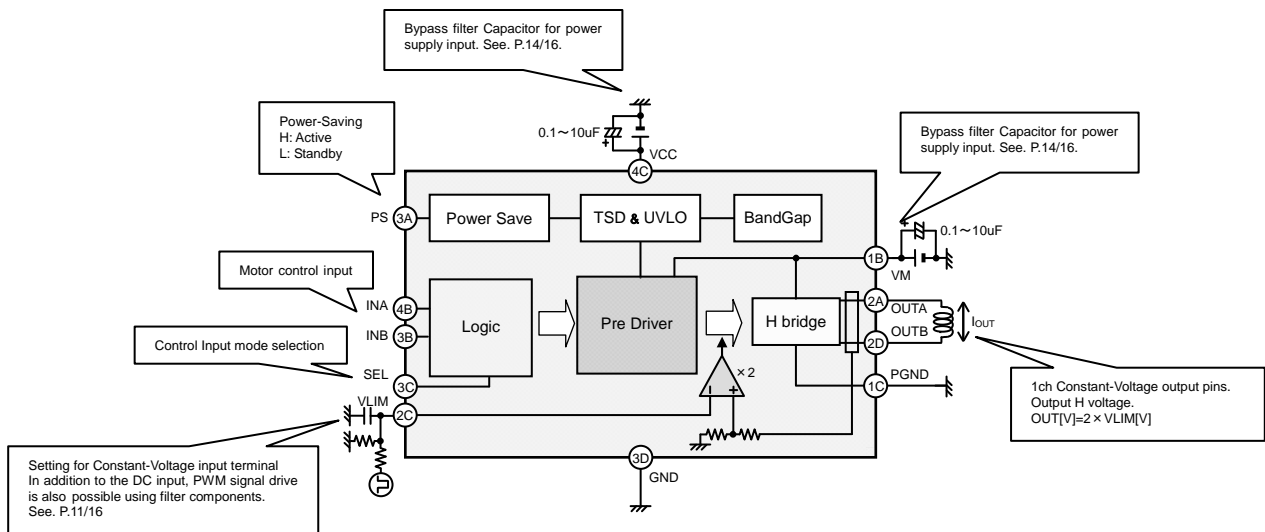 Bypass filter Capacitor for power
supply input. See. P.14/16.
Power-Saving
H: Active
L: Standby
0.1～10uF
+
VCC
4C
Bypass filter Capacitor for power
supply input. See. P.14/16.
PS
3A
Power Save
TSD & UVLO
BandGap
+
0.1～10uF
1B
VM
Motor control input
INA
4B
INB
3B
Logic
Pre Driver
H bridge
2A
OUTA
OUTB
2D
IOUT
Control Input mode selection
SEL
3C
×2
1C
PGND
VLIM
2C
1ch Constant-Voltage output pins.
Output H voltage.
OUT[V]=2×VLIM[V]
Setting for Constant-Voltage input terminal
In addition to the DC input, PWM signal drive
is also possible using filter components.
See. P.11/16
3D
GND